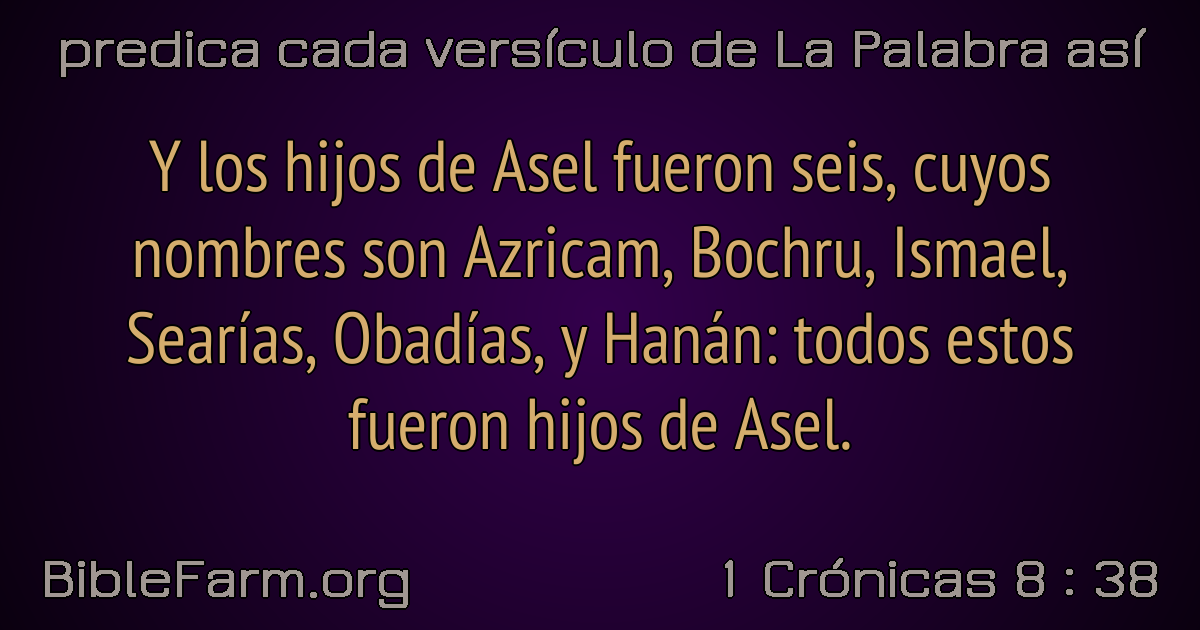 predica cada versículo de La Palabra así
Y los hijos de Asel fueron seis, cuyos
nombres son Azricam, Bochru, Ismael,
Searías, Obadías, y Hanán: todos estos
fueron hijos de Asel.
BibleFarm.org
1 Crónicas 8 : 38